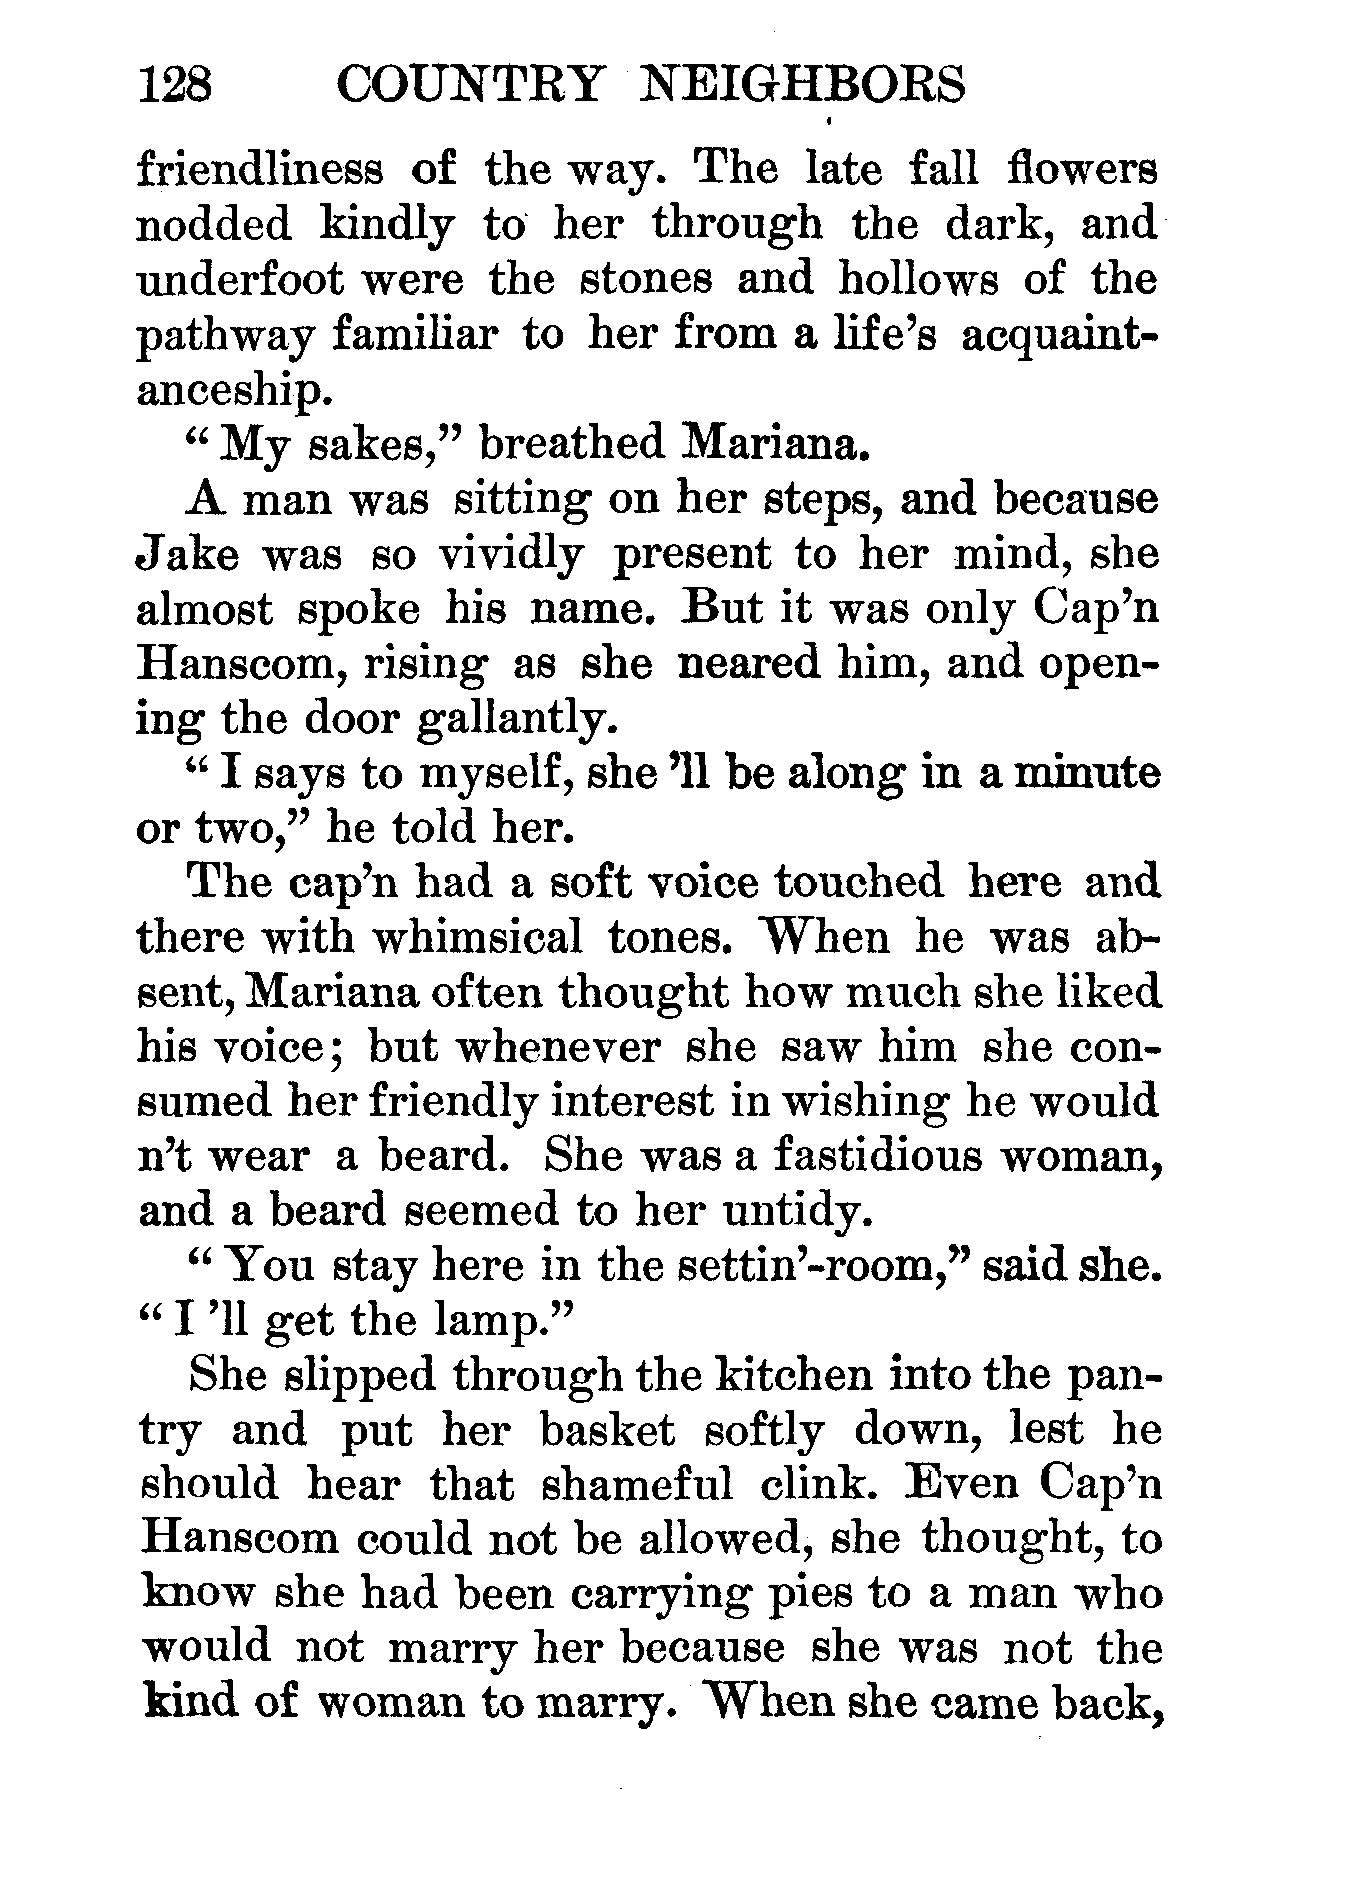 128 COUNTRY NEIGHBORS
friendliness of the way. The late fall flowers
nodded kindly to her through the dark, and
underfoot were the stones and hollows of the
pathway familiar to her from a life's acquaint-
anceship.
“ My sakes,” breathed Mariana.
A man was sitting on her steps, and because
Jake was so vividly present to her mind, she
almost spoke his name. But it was only Cap'n
Hanscom, rising as she neared him, and open-
ing the door gallantly.
“ I says to myself, she 'll be along in a minute
or two,” he told her.
The cap'n had a soft voice touched here and
there with whimsical tones. When he was ab-
sent, Mariana often thought how much she liked
his voice; but whenever she saw him she con-
sumed her friendly interest in wishing he would
n't wear a beard. She was a fastidious woman,
and a beard seemed to her untidy.
“ You stay here in the settin'-room,” said she.
“ I 'll get the lamp.”
She slipped through the kitchen into the pan-
try and put her basket softly down, lest he
should hear that shameful clink. Even Cap'n
Hanscom could not be allowed, she thought, to
know she had been carrying pies to a man who
would not marry her because she was not the
kind of woman to marry. When she came back,